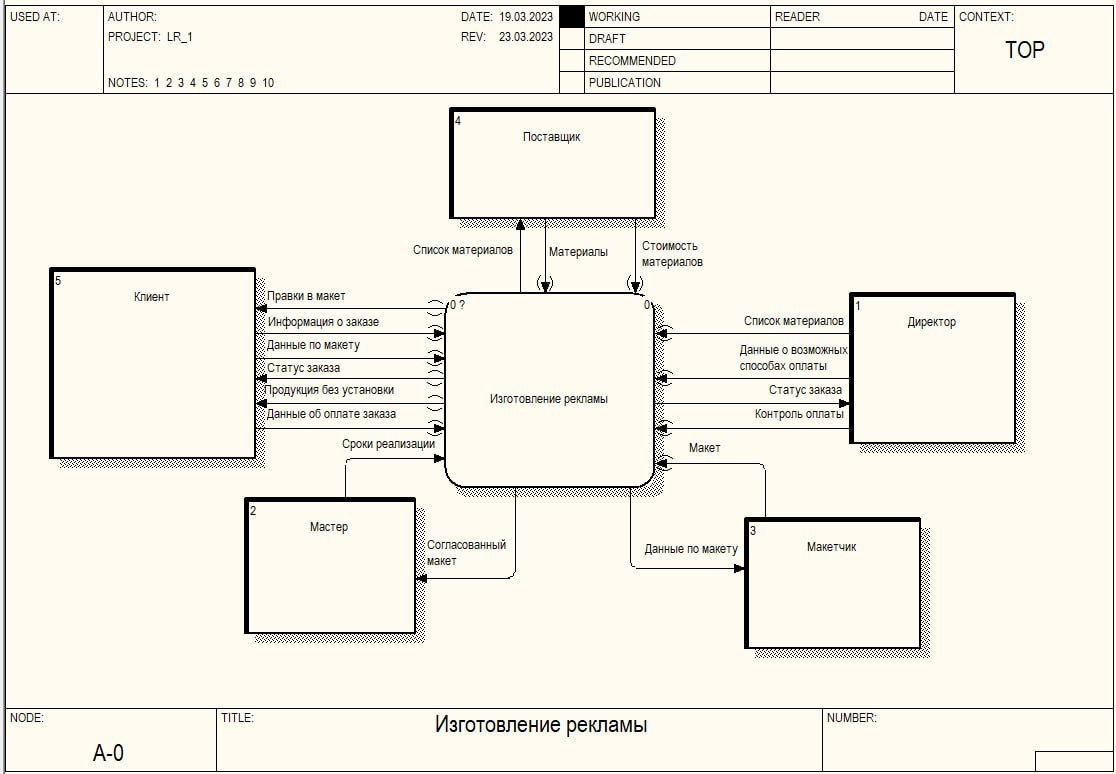 USED AT:
AUTHOR:
DATE: 19.03.2023
PROJECT: LR_1
REV: 23.03.2023
NOTES: 1 2 3 4 5 6 7 8 9 10
WORKING
DRAFT
RECOMMENDED
PUBLICATION
READER
DATE
CONTEXT:
TOP
4
Поставщик
Список материалов
Материалы
Стоимость
материалов
5
Клиент
Правки в макет
Информация о заказе
Данные по макету
Статус заказа
Продукция без установки
Данные об оплате заказа
Сроки реализации
0 ?
0
Изготовление рекламы
1
Директор
Список материалов
Данные о возможных
способах оплаты
Статус заказа
Контроль оплаты
Макет
2
Мастер
Согласованный
макет
Данные по макету
3
Макетчик
NODE:
A-0
TITLE:
Изготовление рекламы
NUMBER: